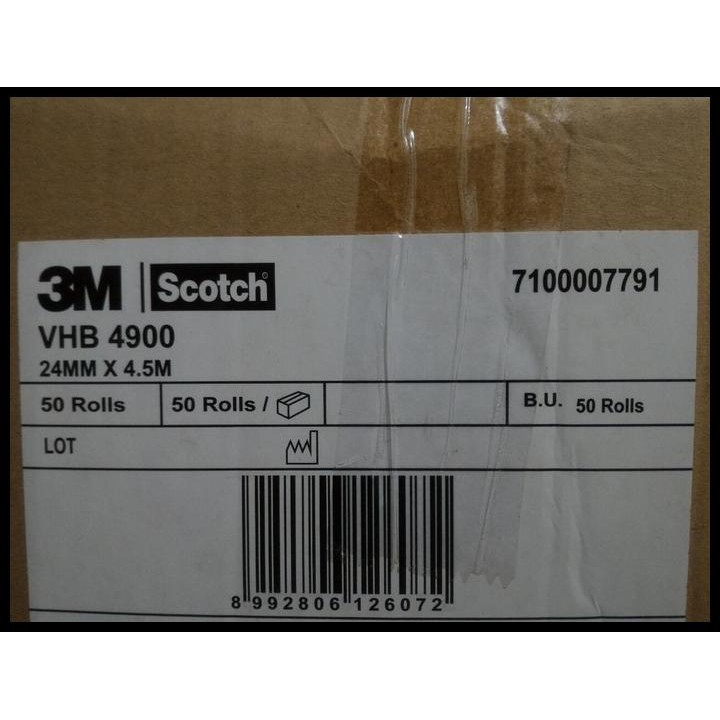 3M Scotch® 7100007791
VHB 4900
24MM X 4.5M
50 Rolls 50 Rolls / B.U. 50 Rolls
LOT
8 992806 126072